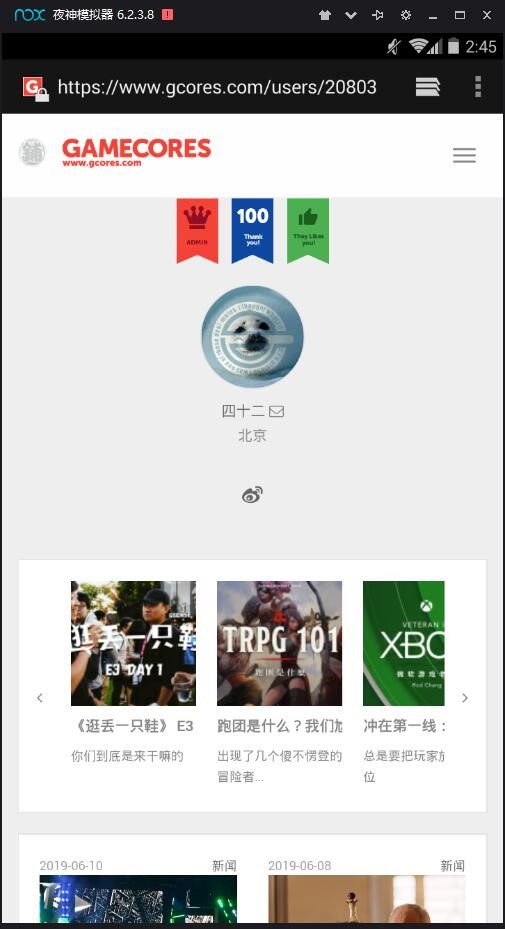 nox 夜神模拟器 6.2.3.8
2:45
https://www.gcores.com/users/20803
GAMECORES
www.gcores.com
ADMIN
100
Thank
you!
They Likes
you!
四十二
北京
逛丢一只鞋
E3 DAY 1
TRPG 101
跑团是什么
VETERAN
XBO
微软游戏老
Rod Chang
《逛丢一只鞋》 E3
跑团是什么？我们
冲在第一线：
你们到底是来干嘛的
出现了几个傻不愣登的
冒险者...
总是要把玩家放
位
2019-06-10 新闻
2019-06-08 新闻